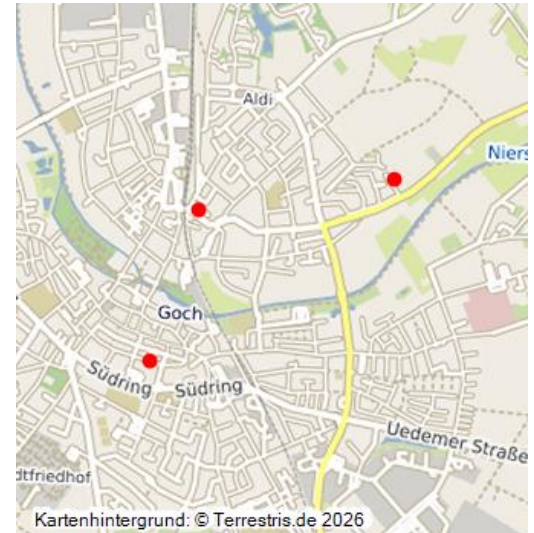 Aldi
Niers
Goch
Südring
Südring
Uedemer Straße
dtfriedhof
Kartenhintergrund: © Terrestris.de 2026